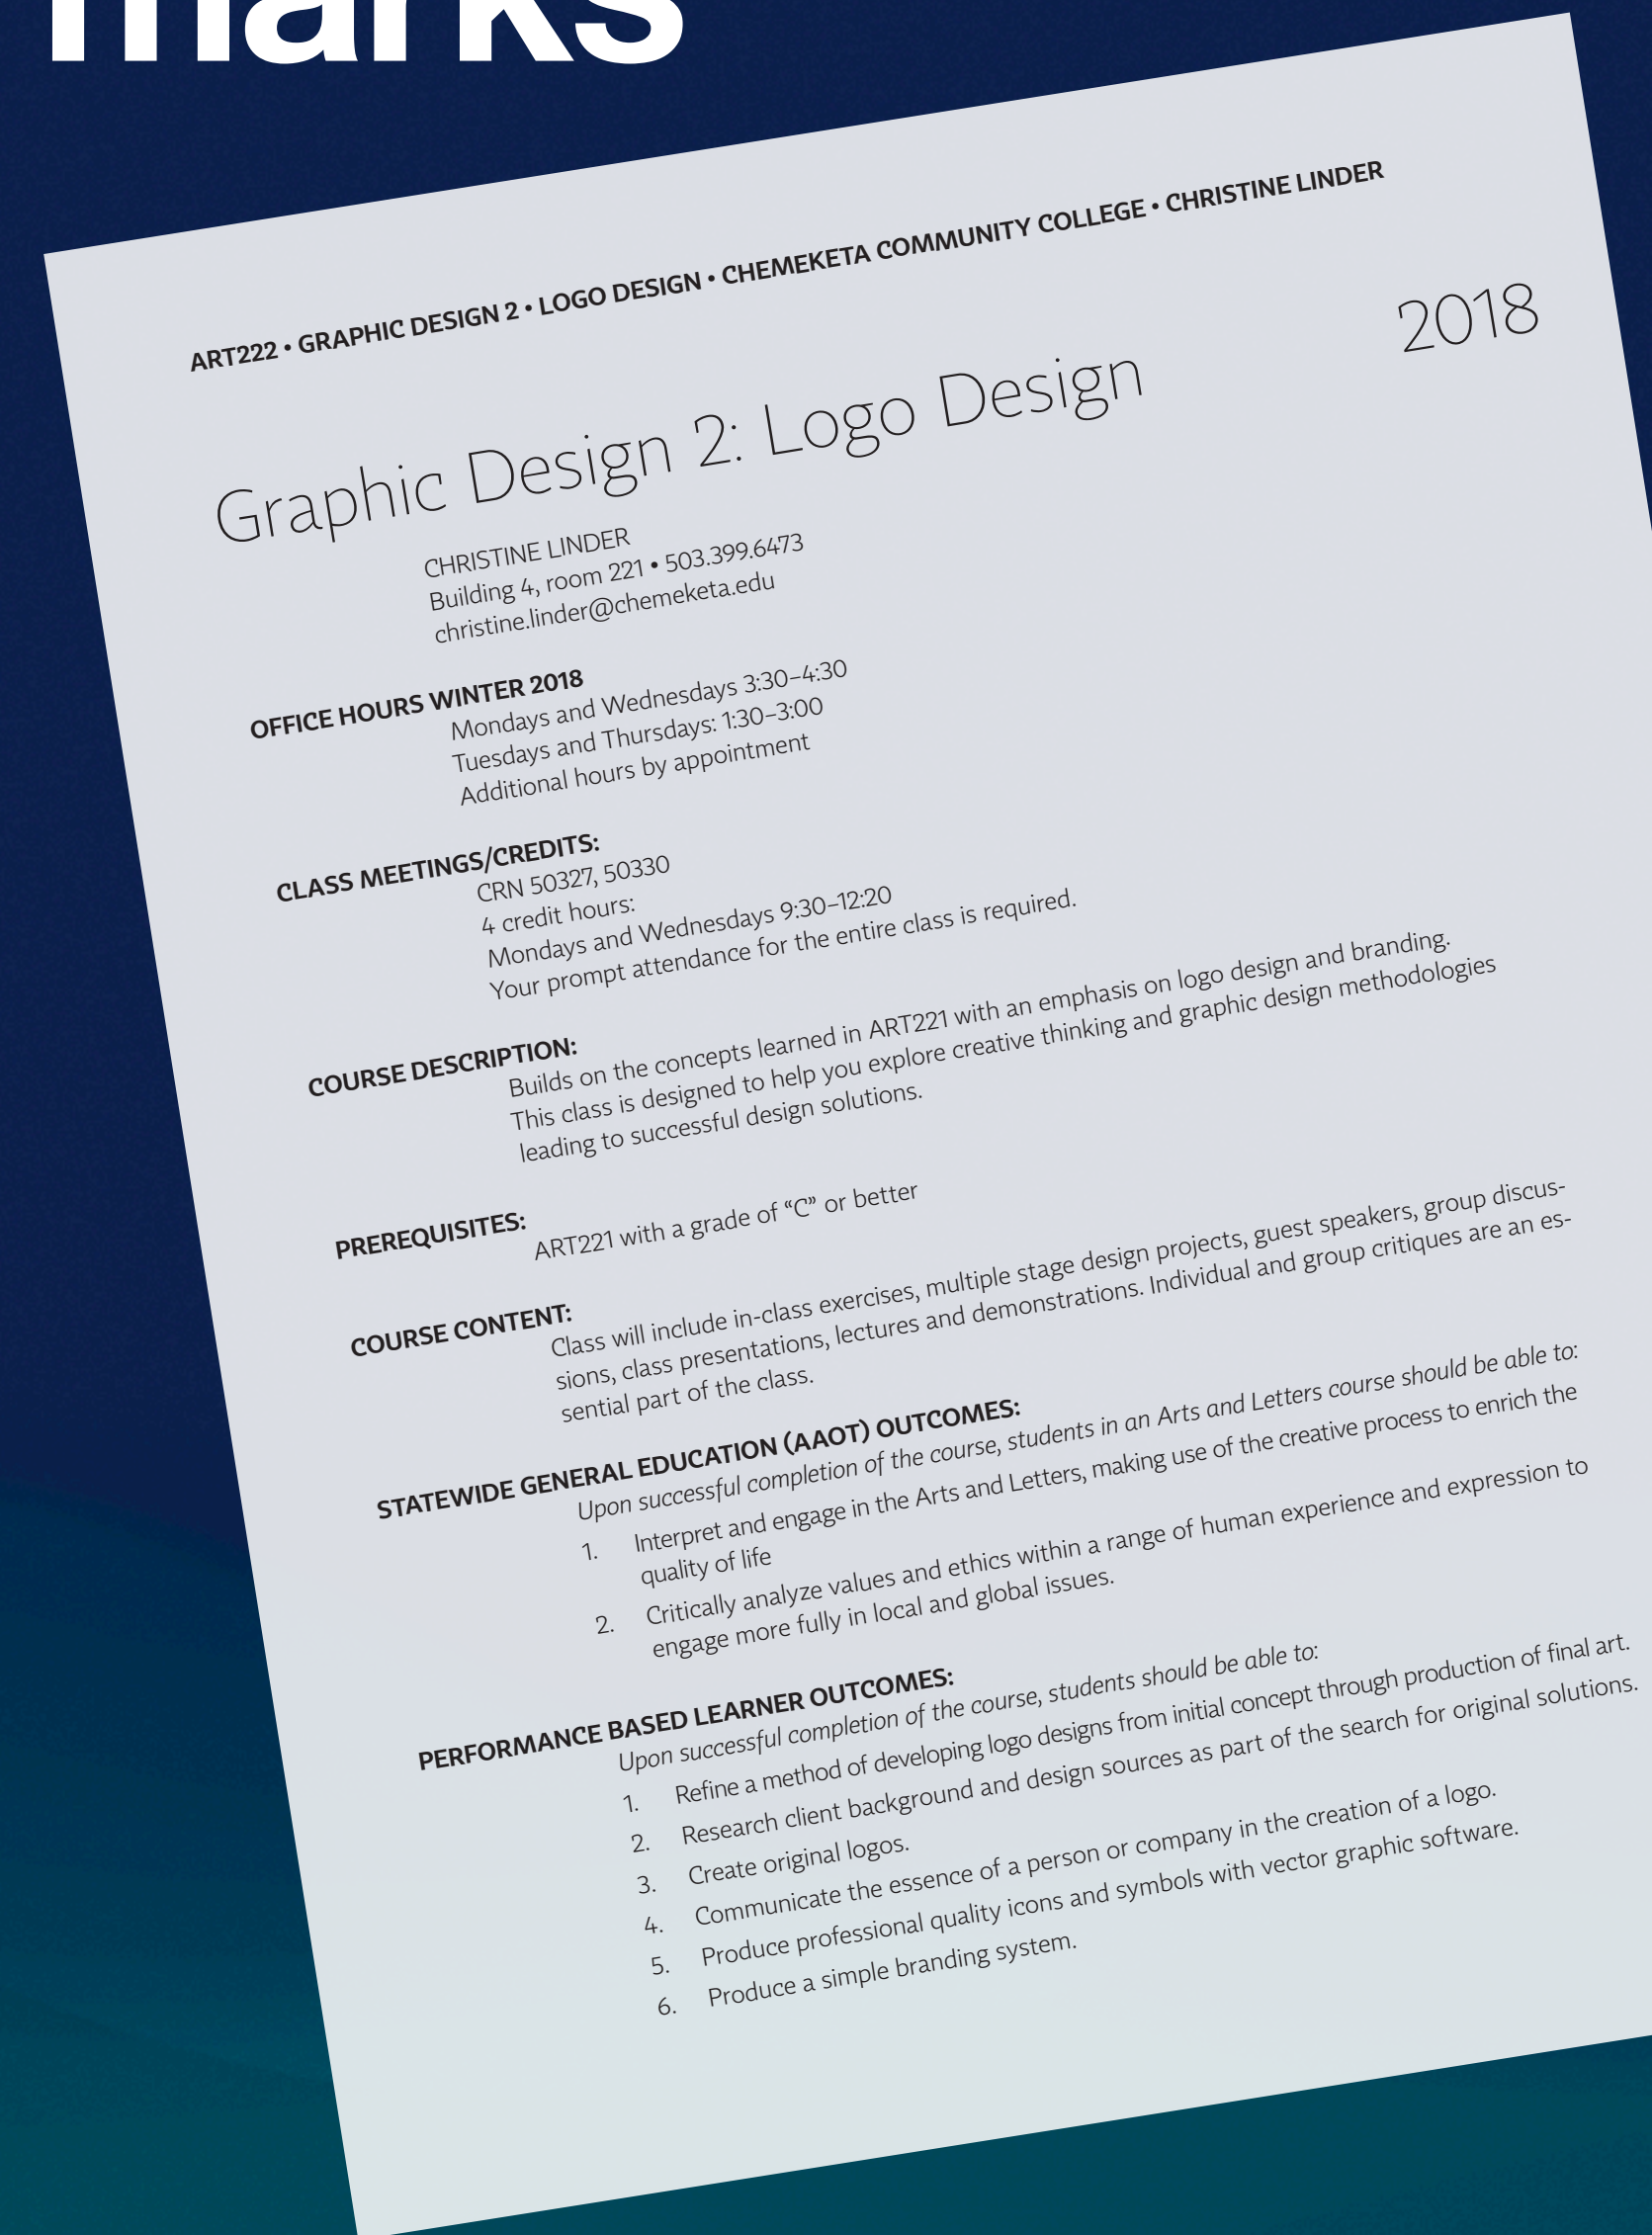 marks
ART222 • GRAPHIC DESIGN 2 • LOGO DESIGN • CHEMEKETA COMMUNITY COLLEGE • CHRISTINE LINDER
Graphic Design 2: Logo Design 2018
CHRISTINE LINDER
Building 4, room 221 • 503.399.6473
christine.linder@chemeketa.edu
OFFICE HOURS WINTER 2018
Mondays and Wednesdays 3:30–4:30
Tuesdays and Thursdays: 1:30–3:00
Additional hours by appointment
CLASS MEETINGS/CREDITS:
CRN 50327, 50330
4 credit hours:
Mondays and Wednesdays 9:30–12:20
Your prompt attendance for the entire class is required.
COURSE DESCRIPTION:
Builds on the concepts learned in ART221 with an emphasis on logo design and branding.
This class is designed to help you explore creative thinking and graphic design methodologies
leading to successful design solutions.
PREREQUISITES:
ART221 with a grade of “C” or better
COURSE CONTENT:
Class will include in-class exercises, multiple stage design projects, guest speakers, group discus-
sions, class presentations, lectures and demonstrations. Individual and group critiques are an es-
sential part of the class.
STATEWIDE GENERAL EDUCATION (AAOT) OUTCOMES:
Upon successful completion of the course, students in an Arts and Letters course should be able to:
1. Interpret and engage in the Arts and Letters, making use of the creative process to enrich the
quality of life
2. Critically analyze values and ethics within a range of human experience and expression to
engage more fully in local and global issues.
PERFORMANCE BASED LEARNER OUTCOMES:
Upon successful completion of the course, students should be able to:
1. Refine a method of developing logo designs from initial concept through production of final art.
2. Research client background and design sources as part of the search for original solutions.
3. Create original logos.
4. Communicate the essence of a person or company in the creation of a logo.
5. Produce professional quality icons and symbols with vector graphic software.
6. Produce a simple branding system.